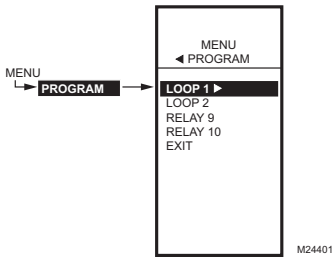 MENU
PROGRAM
MENU
◄ PROGRAM
LOOP 1 ►
LOOP 2
RELAY 9
RELAY 10
EXIT
M24401